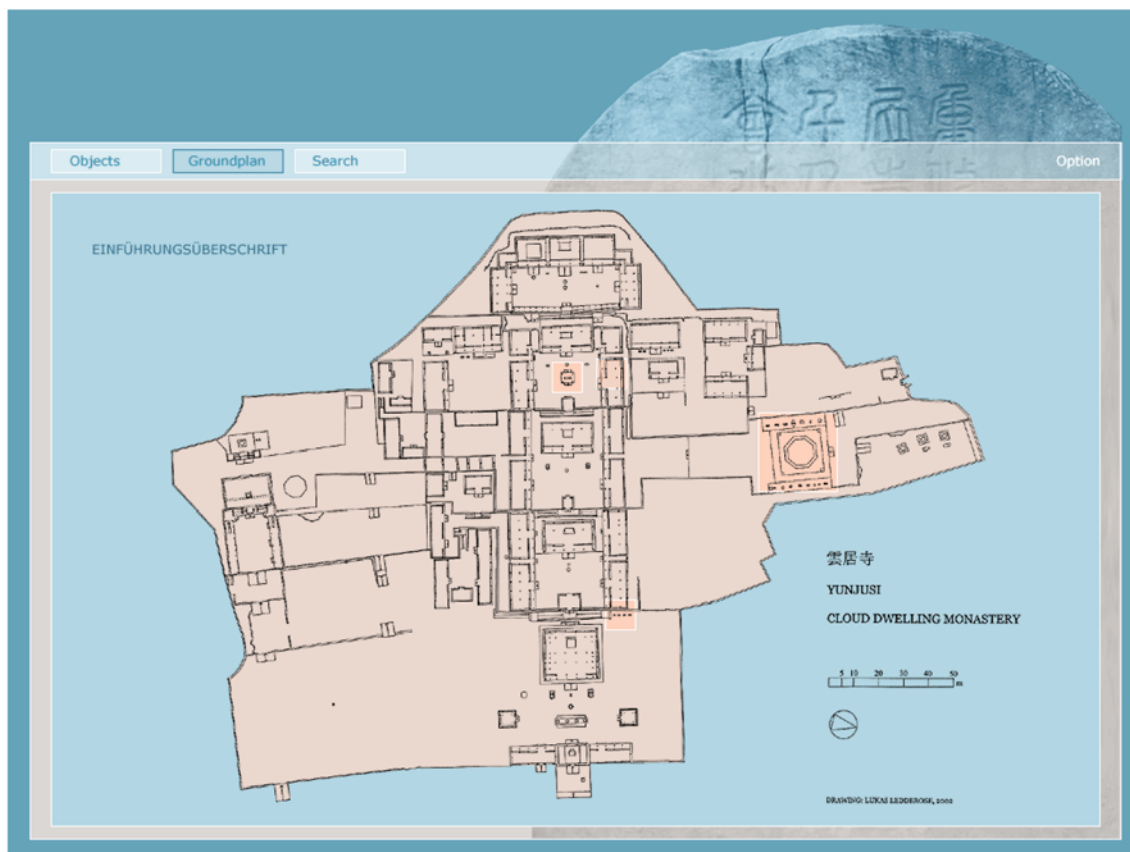 Objects
Groundplan
Search
Option
EINFÜHRUNGSÜBERSCHRIFT
雲居寺
YUNJUSI
CLOUD DWELLING MONASTERY
5 10 20 30 40 50
m
DRAWING: LUKAS LEDDEROSE, 2002